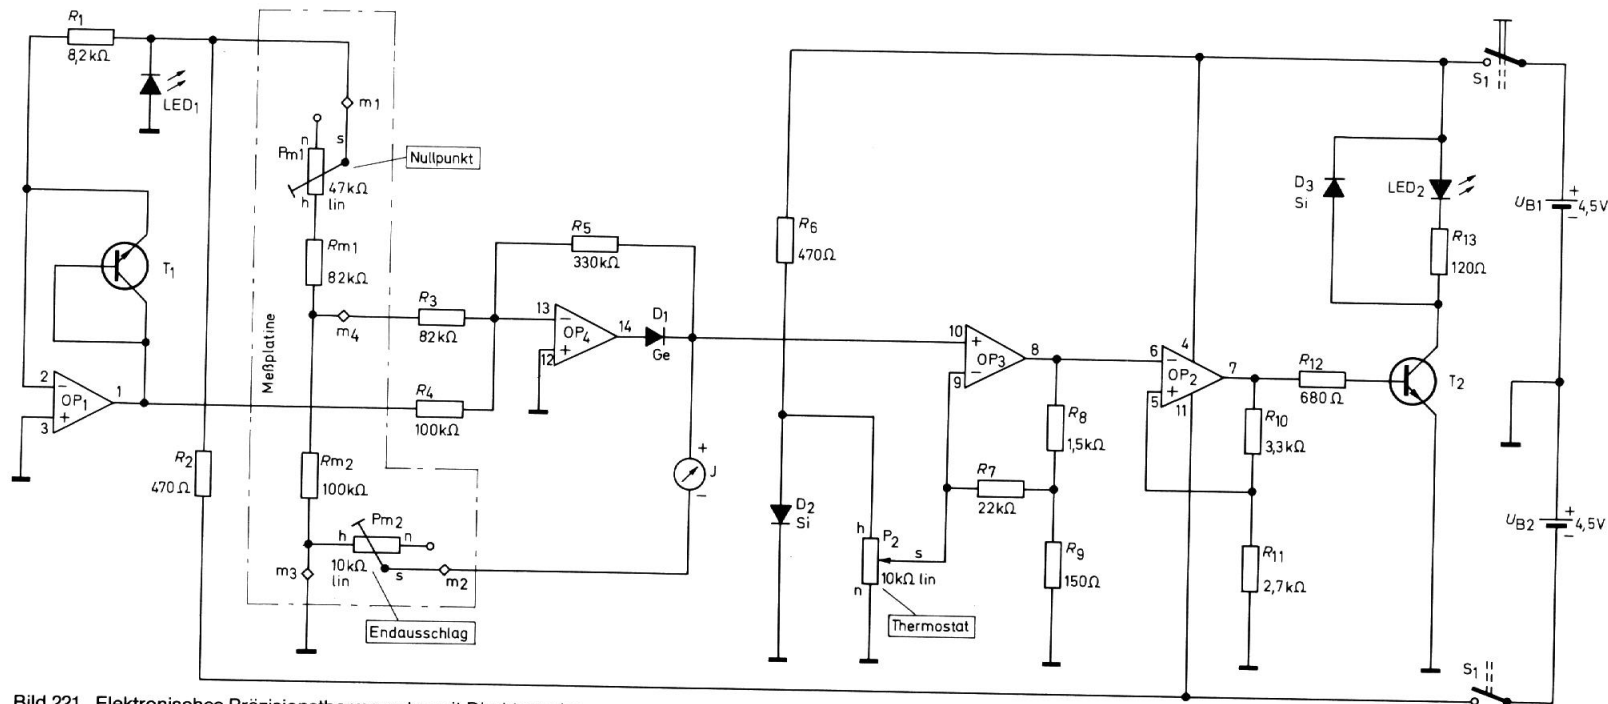 R1
8,2kΩ
LED1
m1
Pm1
n
s
Nullpunkt
47kΩ
lin
h
Rm1
82kΩ
T1
Meßplatine
m4
R3
82kΩ
R4
100kΩ
R5
330kΩ
13
12
OP4
14
D1
Ge
2
3
OP1
1
−
+
R2
470Ω
Rm2
100kΩ
Pm2
h
n
10kΩ
lin
s
m3
m2
Endausschlag
+
J
−
R6
470Ω
D2
Si
h
P2
s
10kΩ lin
n
Thermostat
10
9
OP3
8
+
−
R7
22kΩ
R8
1,5kΩ
R9
150Ω
6
5
OP2
4
11
7
−
+
R12
680Ω
R10
3,3kΩ
R11
2,7kΩ
T2
D3
Si
LED2
R13
120Ω
S1
UB1
+
−
4,5V
UB2
+
−
4,5V
S1
Bild 221 Elektronisches